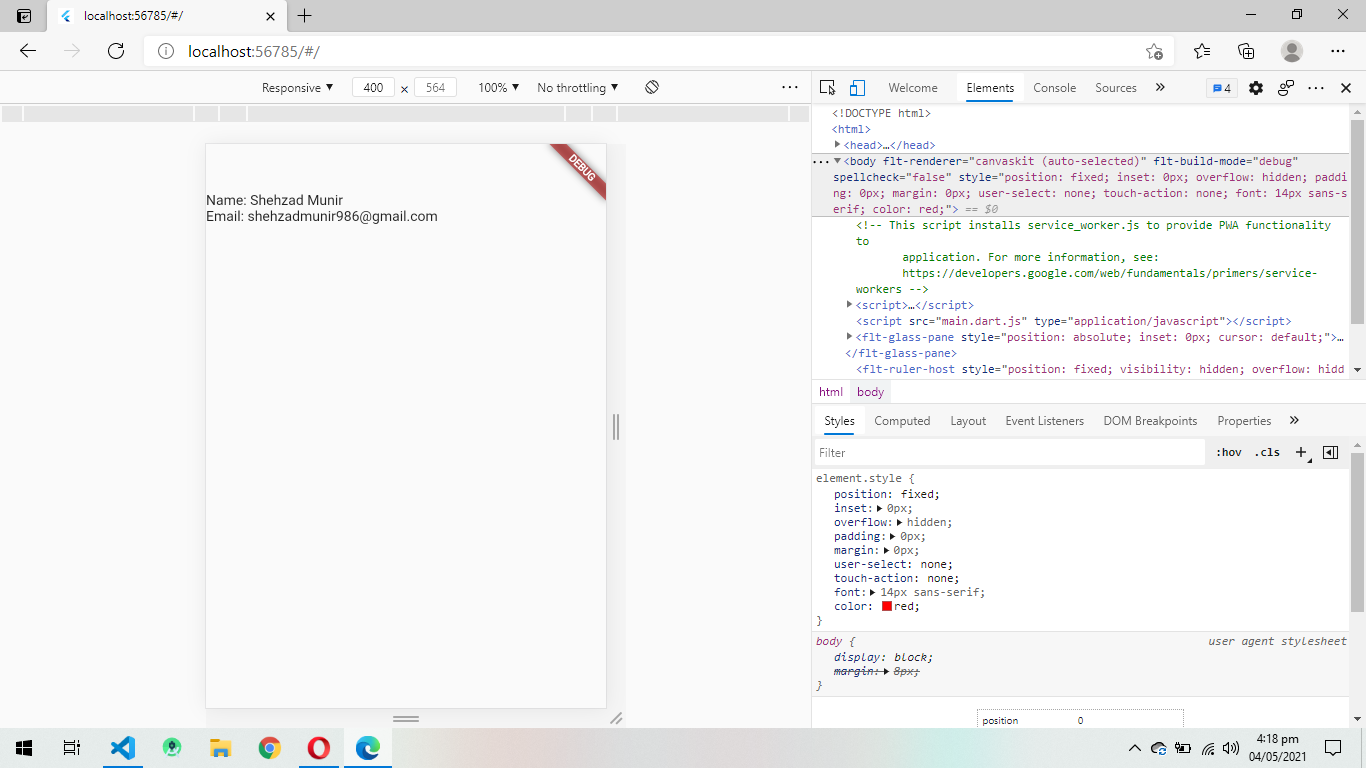 localhost:56785/#/
localhost:56785/#/
Responsive 400 × 564 100% No throttling
Welcome Elements Console Sources 4
DEBUG
Name: Shehzad Munir
Email: shehzadmunir986@gmail.com
<!DOCTYPE html>
<html>
<head>…</head>
<body flt-renderer="canvaskit (auto-selected)" flt-build-mode="debug"
spellcheck="false" style="position: fixed; inset: 0px; overflow: hidden; paddi
ng: 0px; margin: 0px; user-select: none; touch-action: none; font: 14px sans-s
erif; color: red;"> == $0
<!-- This script installs service_worker.js to provide PWA functionality
to
application. For more information, see:
https://developers.google.com/web/fundamentals/primers/service-
workers -->
<script>…</script>
<script src="main.dart.js" type="application/javascript"></script>
<flt-glass-pane style="position: absolute; inset: 0px; cursor: default;">…
</flt-glass-pane>
<flt-ruler-host style="position: fixed; visibility: hidden; overflow: hidd
html body
Styles Computed Layout Event Listeners DOM Breakpoints Properties
Filter :hov .cls
element.style {
position: fixed;
inset: 0px;
overflow: hidden;
padding: 0px;
margin: 0px;
user-select: none;
touch-action: none;
font: 14px sans-serif;
color: red;
}
body { user agent stylesheet
display: block;
margin: 8px;
}
position 0
4:18 pm
04/05/2021